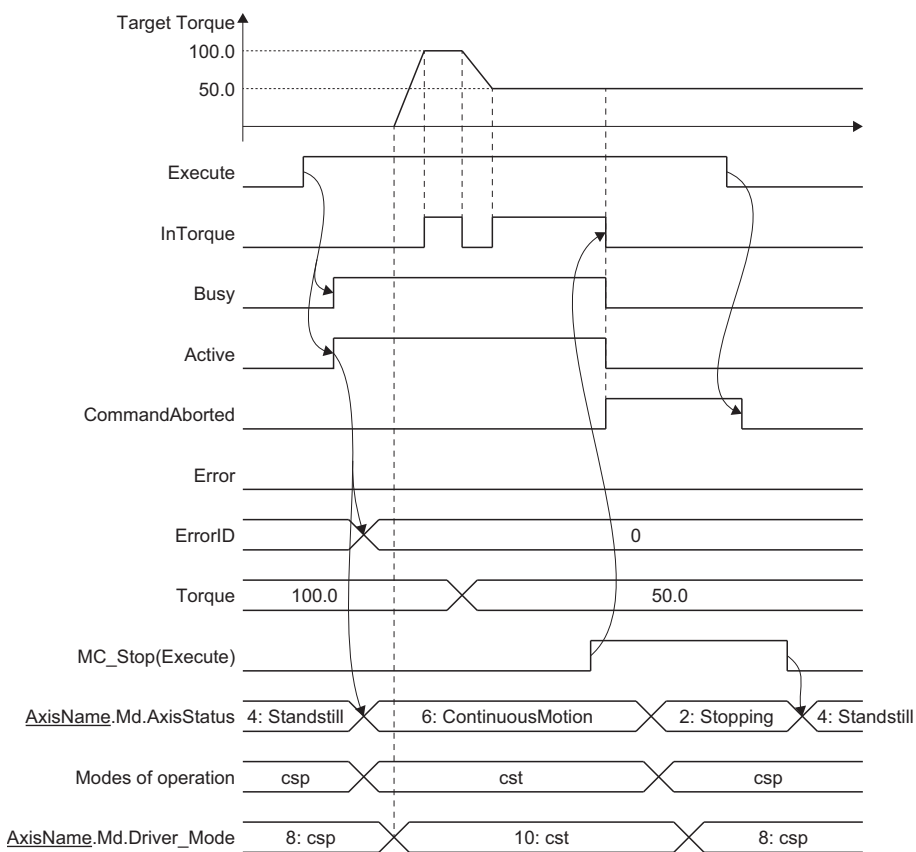 Target Torque
100.0
50.0
Execute
InTorque
Busy
Active
CommandAborted
Error
ErrorID 0
Torque 100.0 50.0
MC_Stop(Execute)
AxisName.Md.AxisStatus 4: Standstill 6: ContinuousMotion 2: Stopping 4: Standstill
Modes of operation csp cst csp
AxisName.Md.Driver_Mode 8: csp 10: cst 8: csp